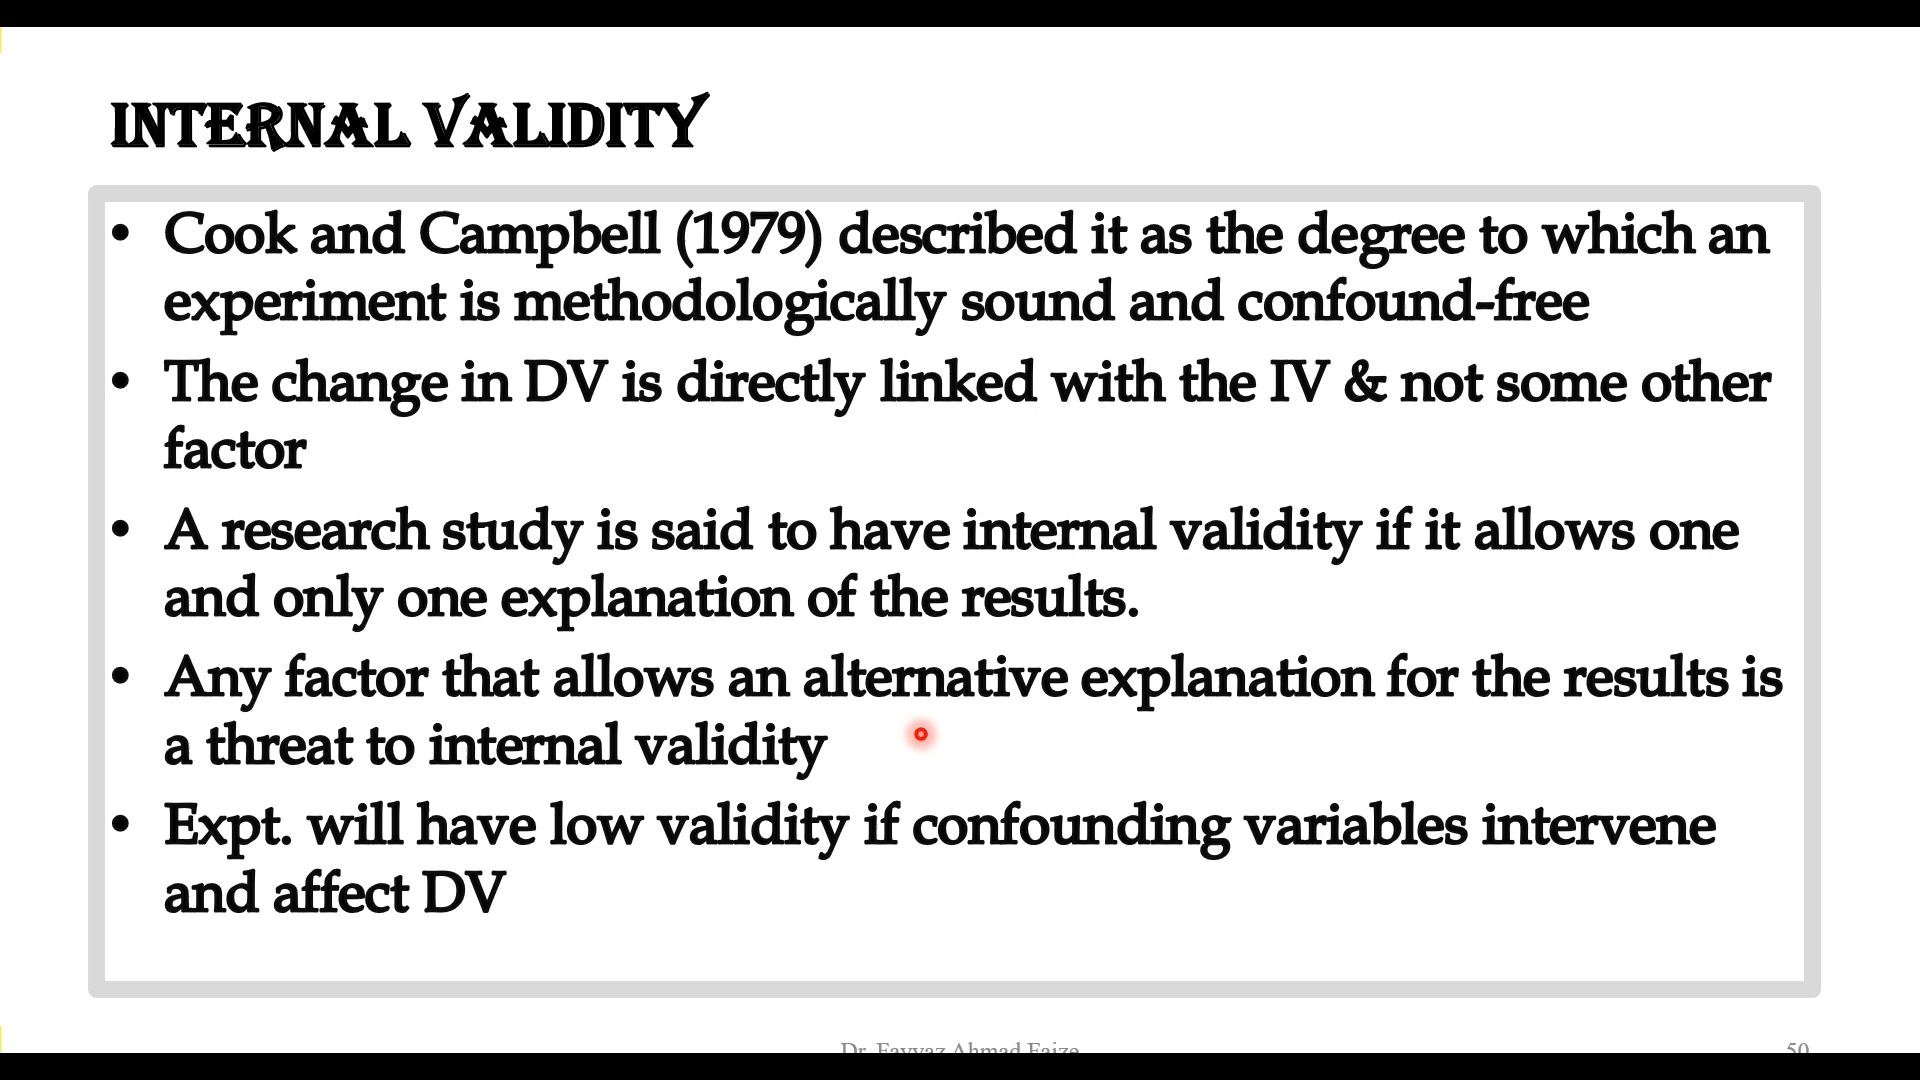 INTERNAL VALIDITY
• Cook and Campbell (1979) described it as the degree to which an
experiment is methodologically sound and confound-free
• The change in DV is directly linked with the IV & not some other
factor
• A research study is said to have internal validity if it allows one
and only one explanation of the results.
• Any factor that allows an alternative explanation for the results is
a threat to internal validity
• Expt. will have low validity if confounding variables intervene
and affect DV
Dr. Fayyaz Ahmad Faize 50